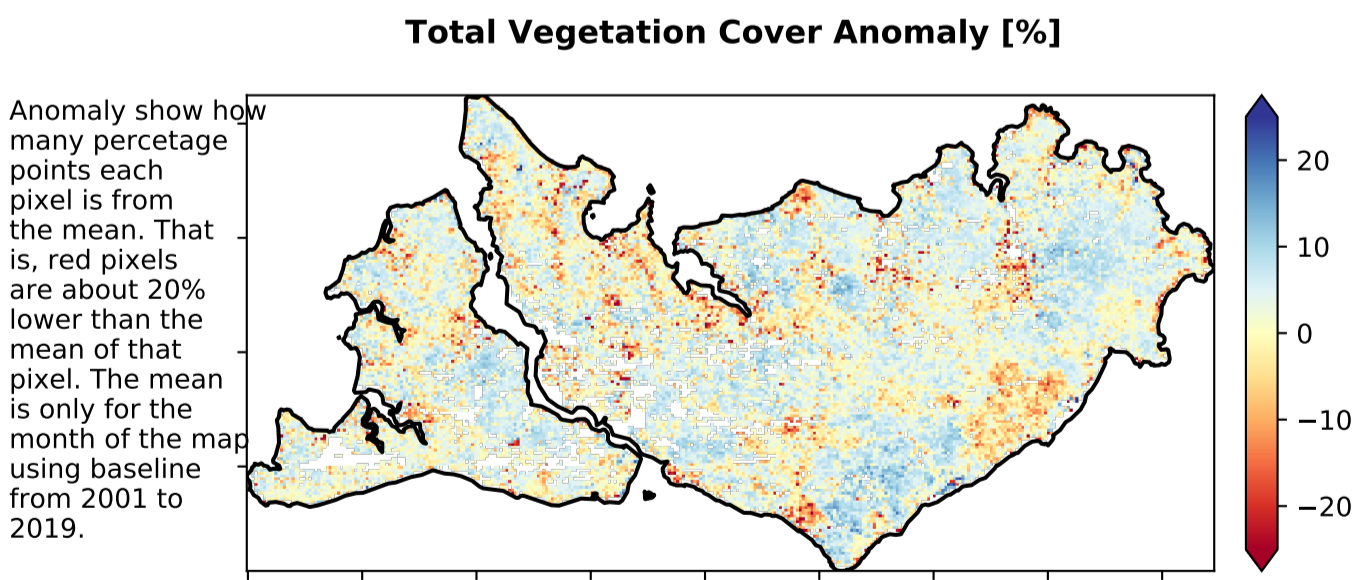 Total Vegetation Cover Anomaly [%]
Anomaly show how
many percetage
points each
pixel is from
the mean. That
is, red pixels
are about 20%
lower than the
mean of that
pixel. The mean
is only for the
month of the map
using baseline
from 2001 to
2019.
20
10
0
−10
−20